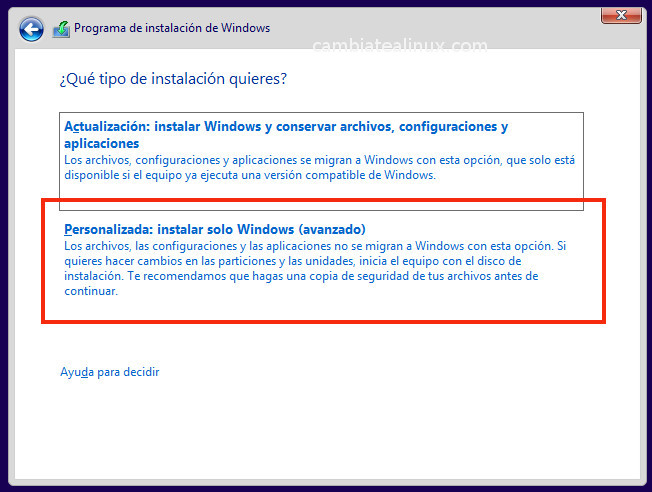 Programa de instalación de Windows
cambiatealinux.com
¿Qué tipo de instalación quieres?
Actualización: instalar Windows y conservar archivos, configuraciones y
aplicaciones
Los archivos, configuraciones y aplicaciones se migran a Windows con esta opción, que solo está
disponible si el equipo ya ejecuta una versión compatible de Windows.
Personalizada: instalar solo Windows (avanzado)
Los archivos, las configuraciones y las aplicaciones no se migran a Windows con esta opción. Si
quieres hacer cambios en las particiones y las unidades, inicia el equipo con el disco de
instalación. Te recomendamos que hagas una copia de seguridad de tus archivos antes de
continuar.
Ayuda para decidir